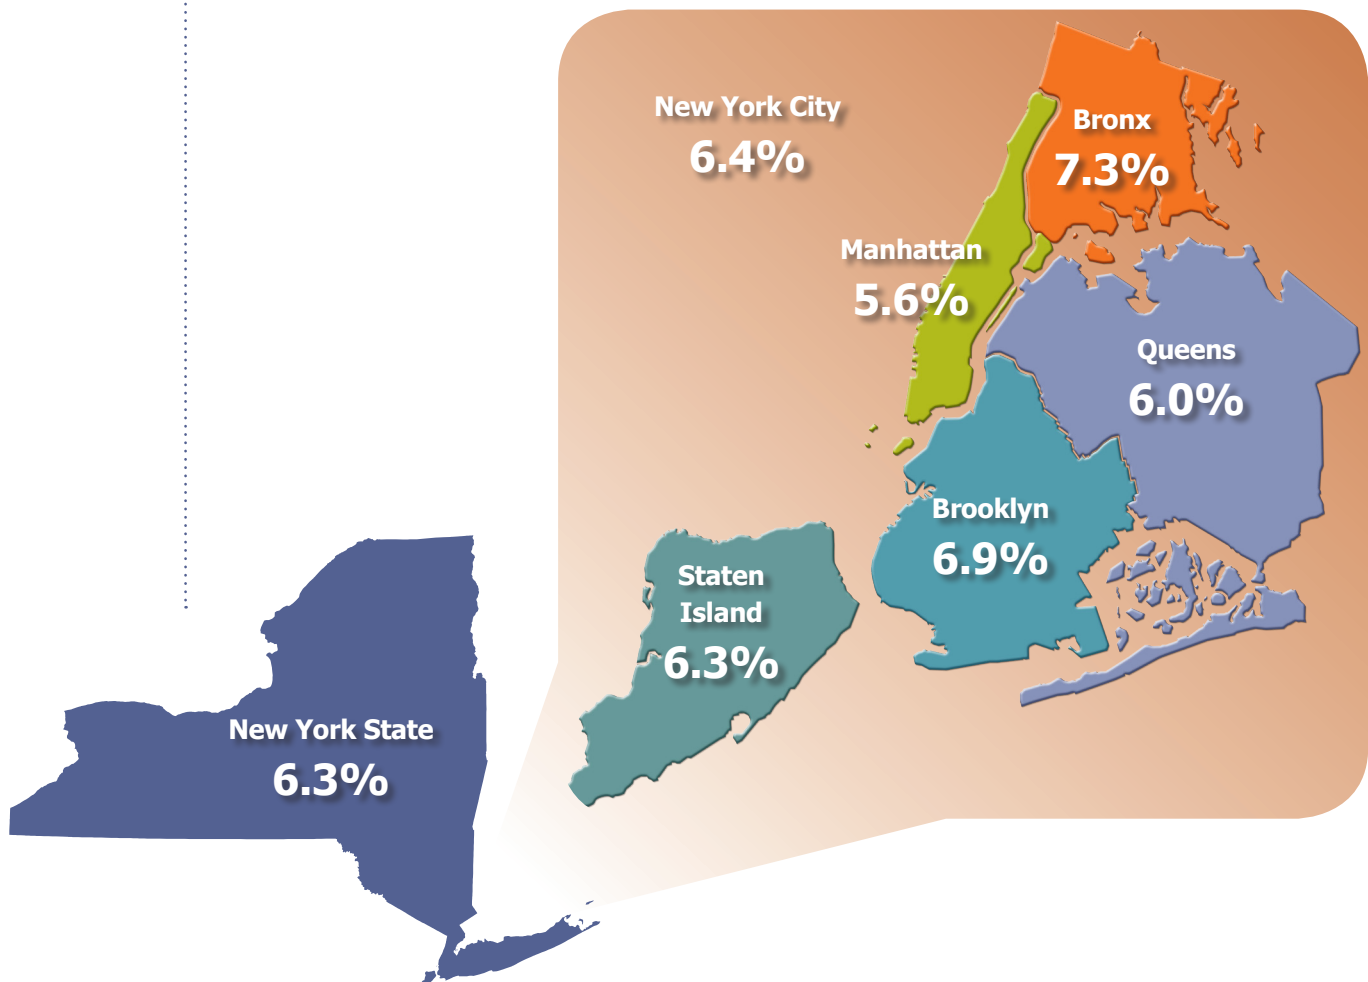 New York City
6.4%
Bronx
7.3%
Manhattan
5.6%
Queens
6.0%
Brooklyn
6.9%
Staten
Island
6.3%
New York State
6.3%